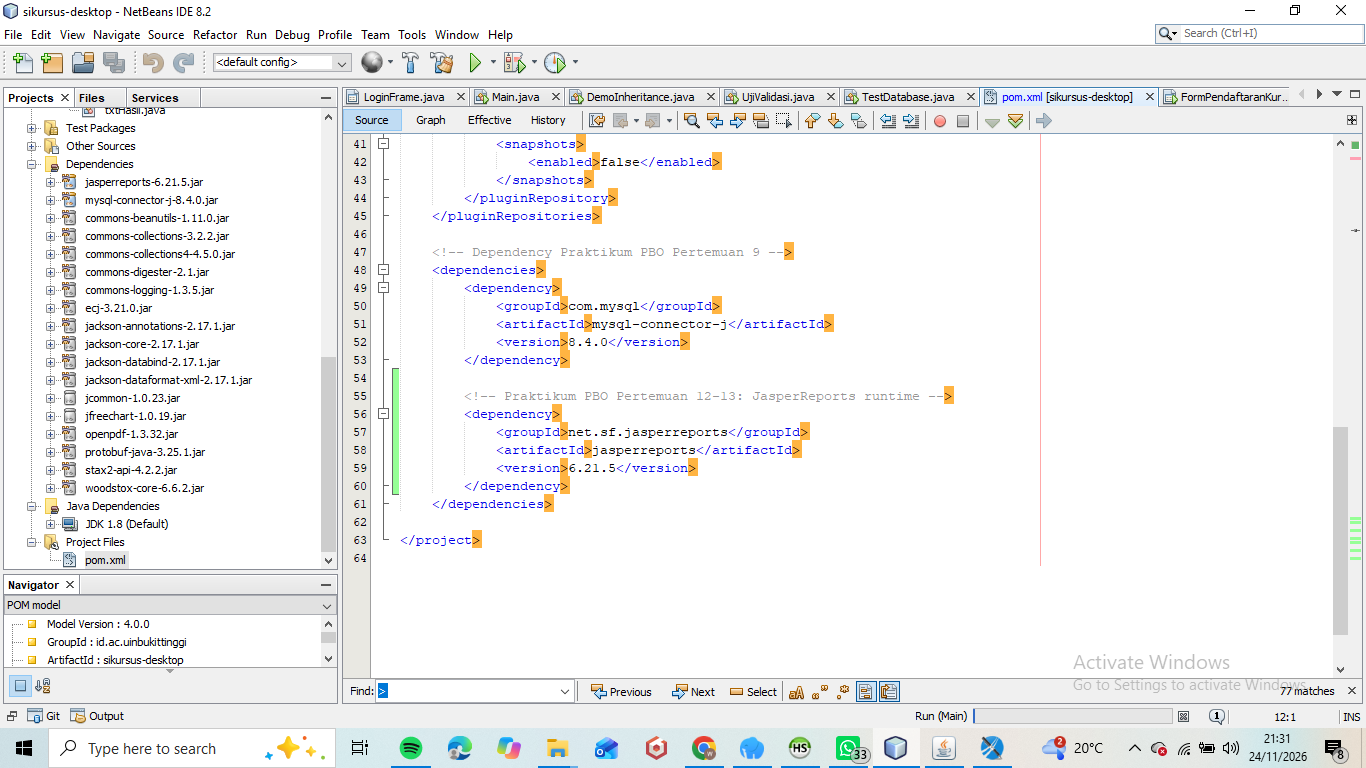 sikursus-desktop - NetBeans IDE 8.2
File Edit View Navigate Source Refactor Run Debug Profile Team Tools Window Help
Search (Ctrl+I)
<default config>
Projects Files Services
LoginFrame.java Main.java DemoInheritance.java UjiValidasi.java TestDatabase.java pom.xml [sikursus-desktop] FormPendaftaranKur...
Source Graph Effective History
txtHasil.java
Test Packages
Other Sources
Dependencies
jasperreports-6.21.5.jar
mysql-connector-j-8.4.0.jar
commons-beanutils-1.11.0.jar
commons-collections-3.2.2.jar
commons-collections4-4.5.0.jar
commons-digester-2.1.jar
commons-logging-1.3.5.jar
ecj-3.21.0.jar
jackson-annotations-2.17.1.jar
jackson-core-2.17.1.jar
jackson-databind-2.17.1.jar
jackson-dataformat-xml-2.17.1.jar
jcommon-1.0.23.jar
jfreechart-1.0.19.jar
openpdf-1.3.32.jar
protobuf-java-3.25.1.jar
stax2-api-4.2.2.jar
woodstox-core-6.6.2.jar
Java Dependencies
JDK 1.8 (Default)
Project Files
pom.xml
Navigator
POM model
Model Version : 4.0.0
GroupId : id.ac.uinbukittinggi
ArtifactId : sikursus-desktop
41 <snapshots>
42 <enabled>false</enabled>
43 </snapshots>
44 </pluginRepository>
45 </pluginRepositories>
46
47 <!-- Dependency Praktikum PBO Pertemuan 9 -->
48 <dependencies>
49 <dependency>
50 <groupId>com.mysql</groupId>
51 <artifactId>mysql-connector-j</artifactId>
52 <version>8.4.0</version>
53 </dependency>
54
55 <!-- Praktikum PBO Pertemuan 12-13: JasperReports runtime -->
56 <dependency>
57 <groupId>net.sf.jasperreports</groupId>
58 <artifactId>jasperreports</artifactId>
59 <version>6.21.5</version>
60 </dependency>
61 </dependencies>
62
63 </project>
64
Activate Windows
Go to Settings to activate Windows.
Find: > Previous Next Select 77 matches
Git Output Run (Main) 1 12:1 INS
Type here to search
HS
33
2
20°C
21:31
24/11/2026
8